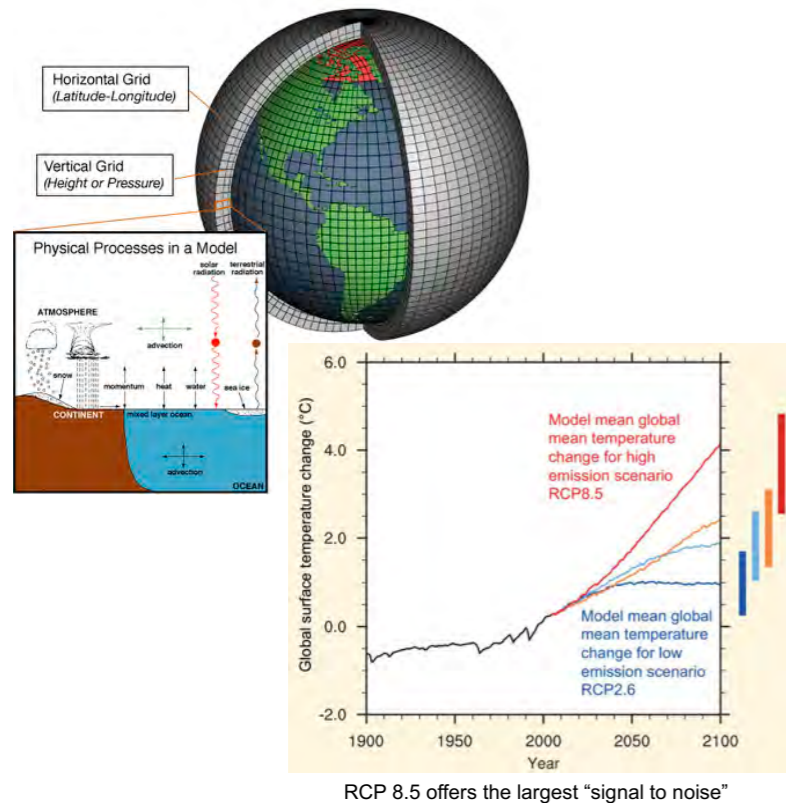 Horizontal Grid
(Latitude-Longitude)
Vertical Grid
(Height or Pressure)
Physical Processes in a Model
solar
radiation
terrestrial
radiation
ATMOSPHERE
advection
snow
momentum
heat
water
sea ice
CONTINENT
mixed layer ocean
advection
OCEAN
Global surface temperature change (°C)
6.0
4.0
2.0
0.0
-2.0
Model mean global
mean temperature
change for high
emission scenario
RCP8.5
Model mean global
mean temperature
change for low
emission scenario
RCP2.6
1900
1950
2000
2050
2100
Year
RCP 8.5 offers the largest “signal to noise”